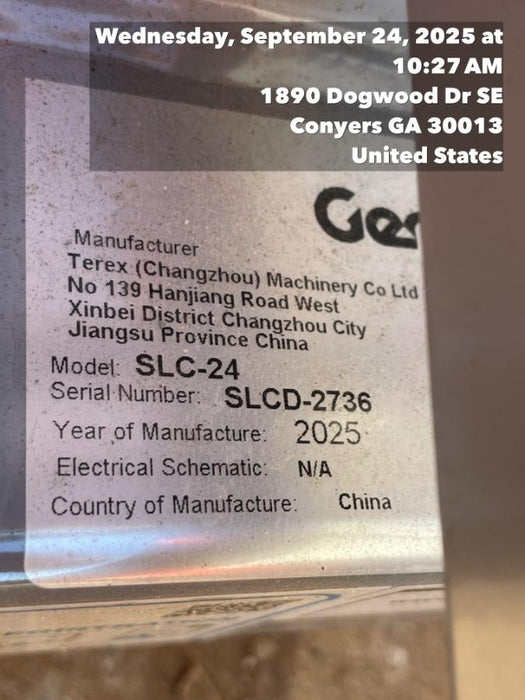 Wednesday, September 24, 2025 at
10:27 AM
1890 Dogwood Dr SE
Conyers GA 30013
United States
Manufacturer
Terex (Changzhou) Machinery Co Ltd
No 139 Hanjiang Road West
Xinbei District Changzhou City
Jiangsu Province China
Model: SLC-24
Serial Number: SLCD-2736
Year of Manufacture: 2025
Electrical Schematic: N/A
Country of Manufacture: China